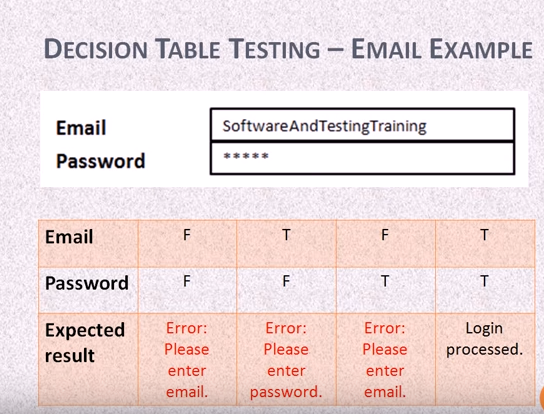 DECISION TABLE TESTING – EMAIL EXAMPLE
Email SoftwareAndTestingTraining
Password *****
Email F T F T
Password F F T T
Expected result Error: Please enter email. Error: Please enter password. Error: Please enter email. Login processed.